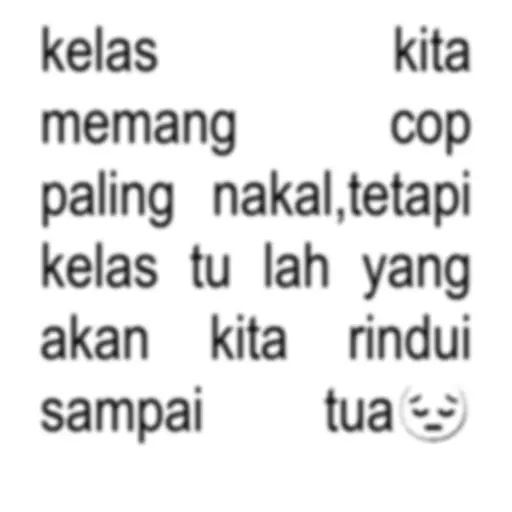 kelas kita
memang cop
paling nakal,tetapi
kelas tu lah yang
akan kita rindui
sampai tua😔